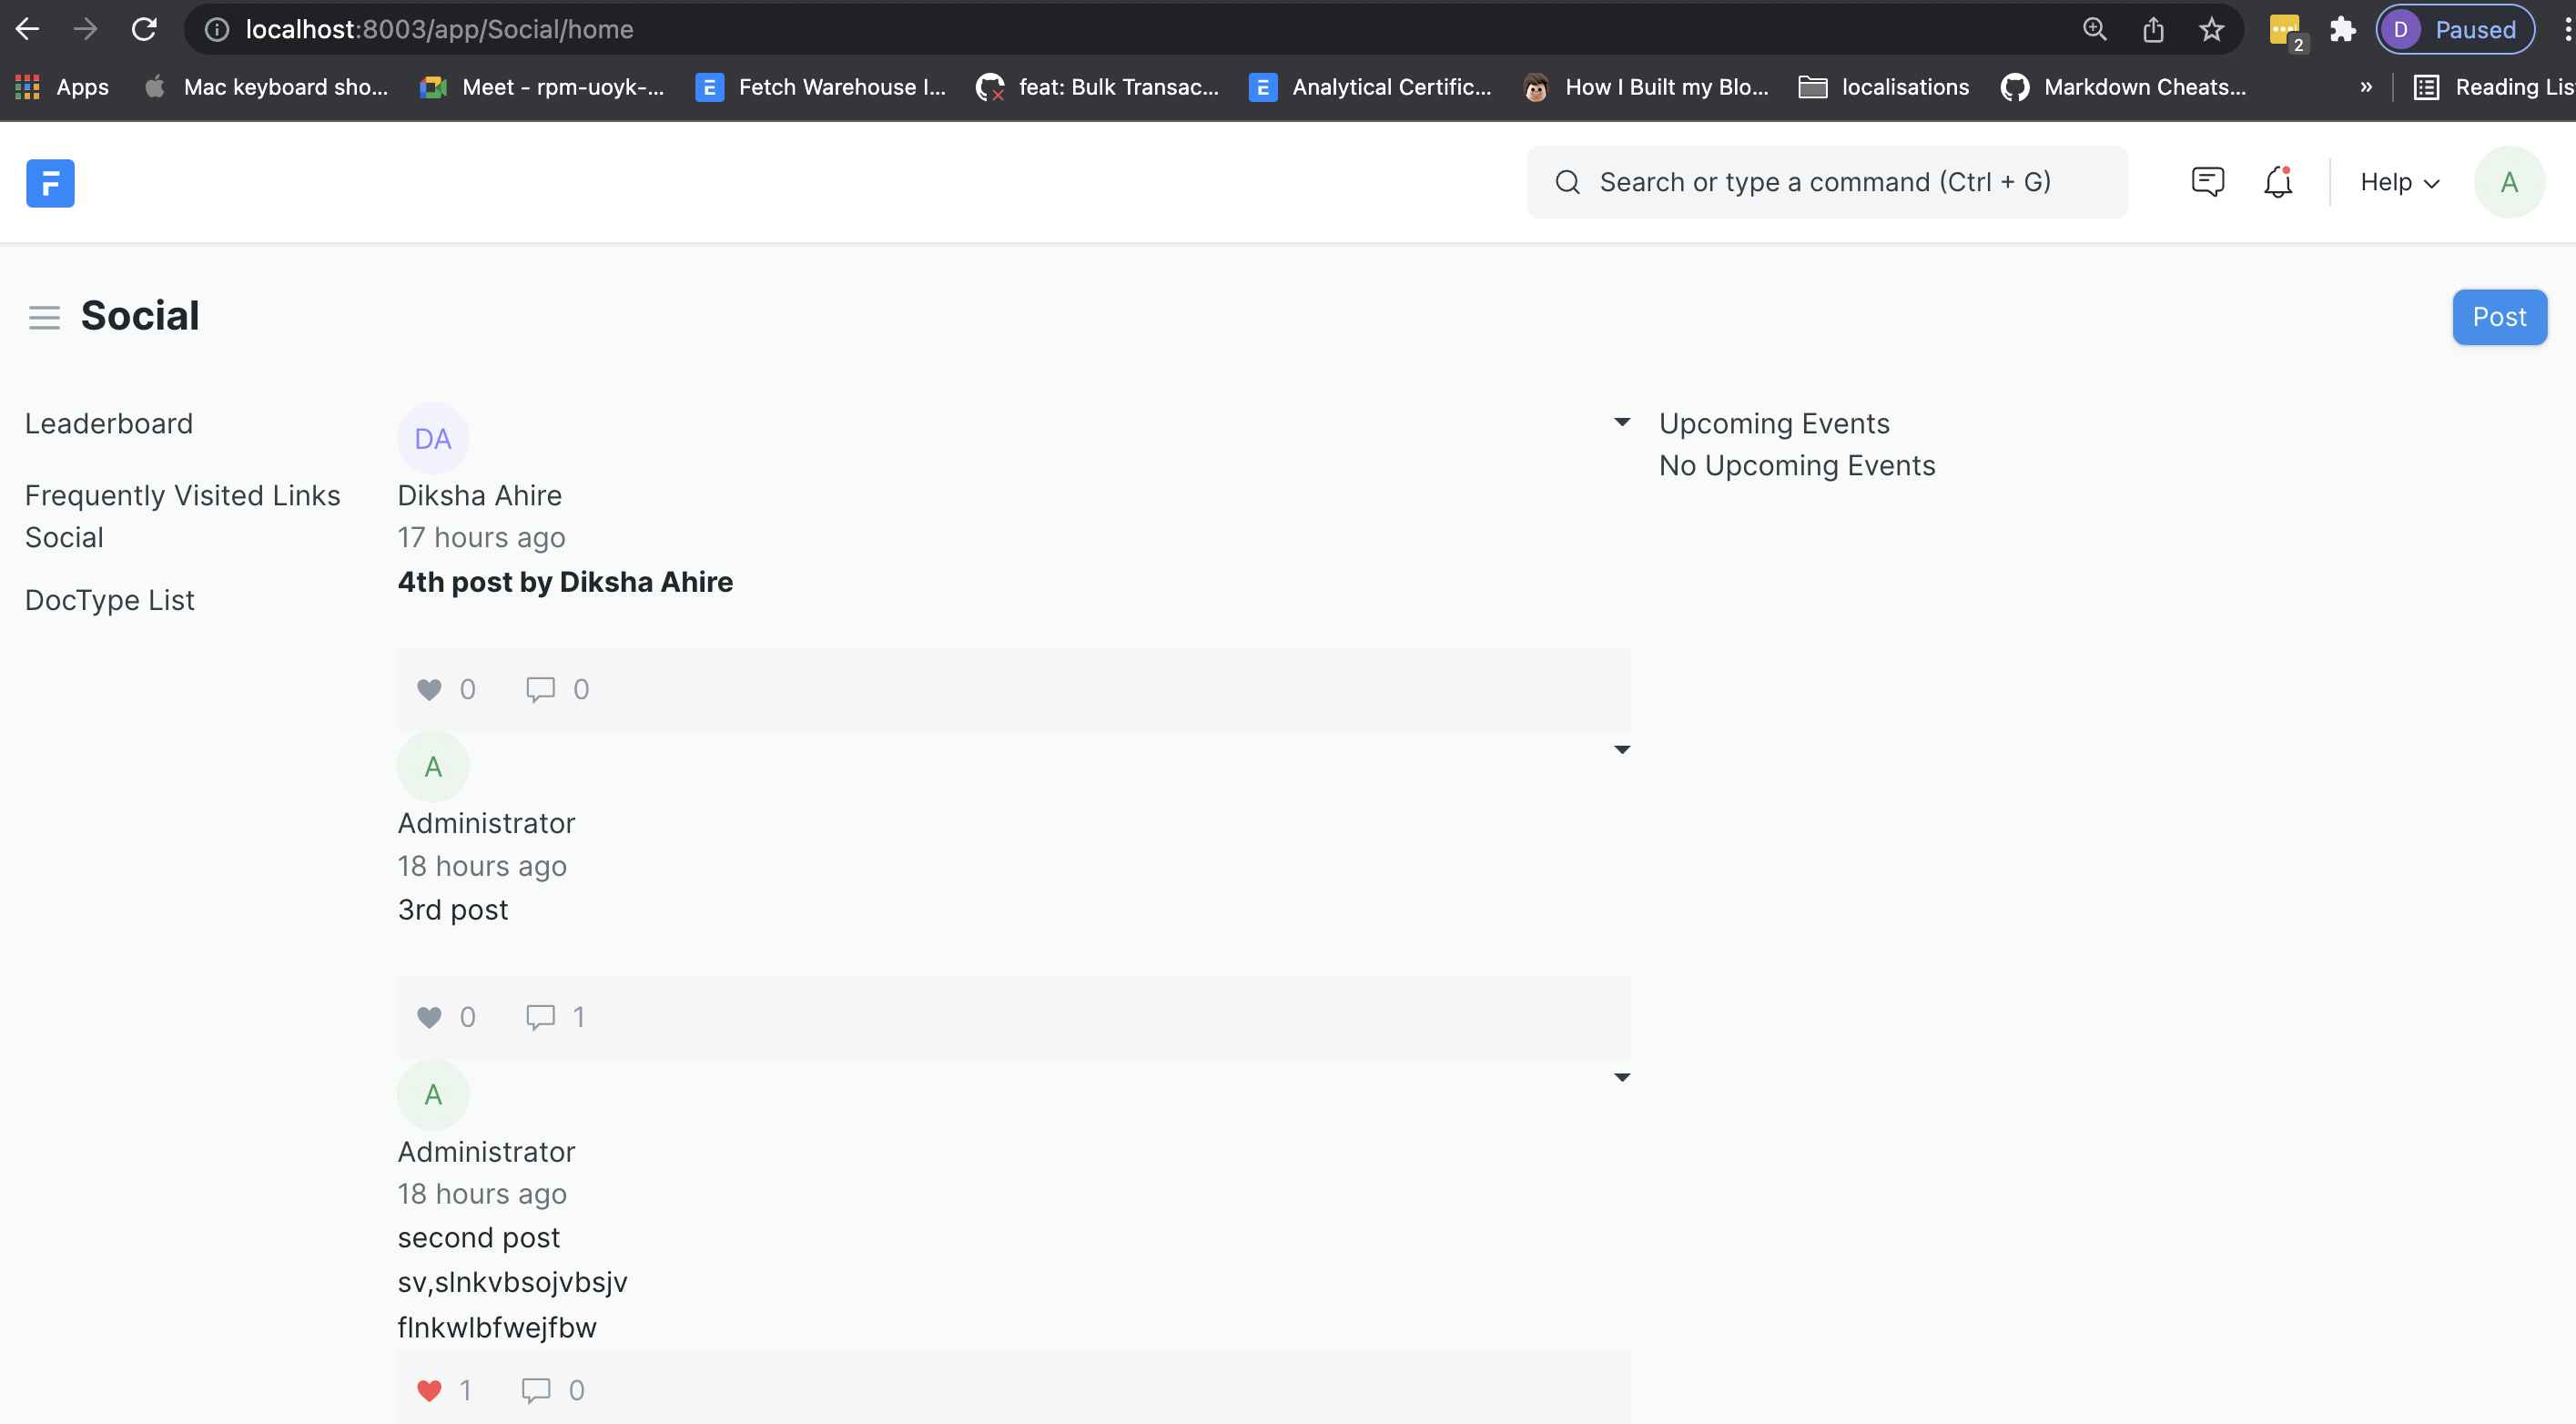 localhost:8003/app/Social/home
2
D Paused
Apps Mac keyboard sho... Meet - rpm-uoyk-... Fetch Warehouse I... feat: Bulk Transac... Analytical Certific... How I Built my Blo... localisations Markdown Cheats... » Reading Lis
F
Search or type a command (Ctrl + G)
Help
A
Social
Post
Leaderboard
Frequently Visited Links
Social
DocType List
DA
Diksha Ahire
17 hours ago
4th post by Diksha Ahire
0 0
A
Administrator
18 hours ago
3rd post
0 1
A
Administrator
18 hours ago
second post
sv,slnkvbsojvbsjv
flnkwlbfwejfbw
1 0
Upcoming Events
No Upcoming Events